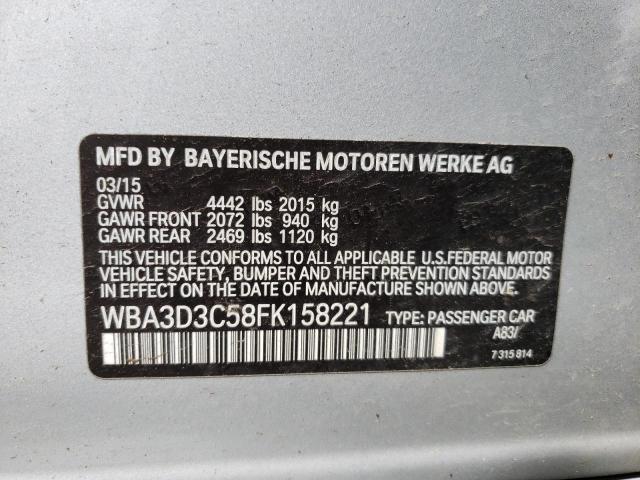 MFD BY BAYERISCHE MOTOREN WERKE AG
03/15
GVWR 4442 lbs 2015 kg
GAWR FRONT 2072 lbs 940 kg
GAWR REAR 2469 lbs 1120 kg
THIS VEHICLE CONFORMS TO ALL APPLICABLE U.S.FEDERAL MOTOR
VEHICLE SAFETY, BUMPER AND THEFT PREVENTION STANDARDS
IN EFFECT ON THE DATE OF MANUFACTURE SHOWN ABOVE.
WBA3D3C58FK158221 TYPE: PASSENGER CAR
A83/
7 315 814